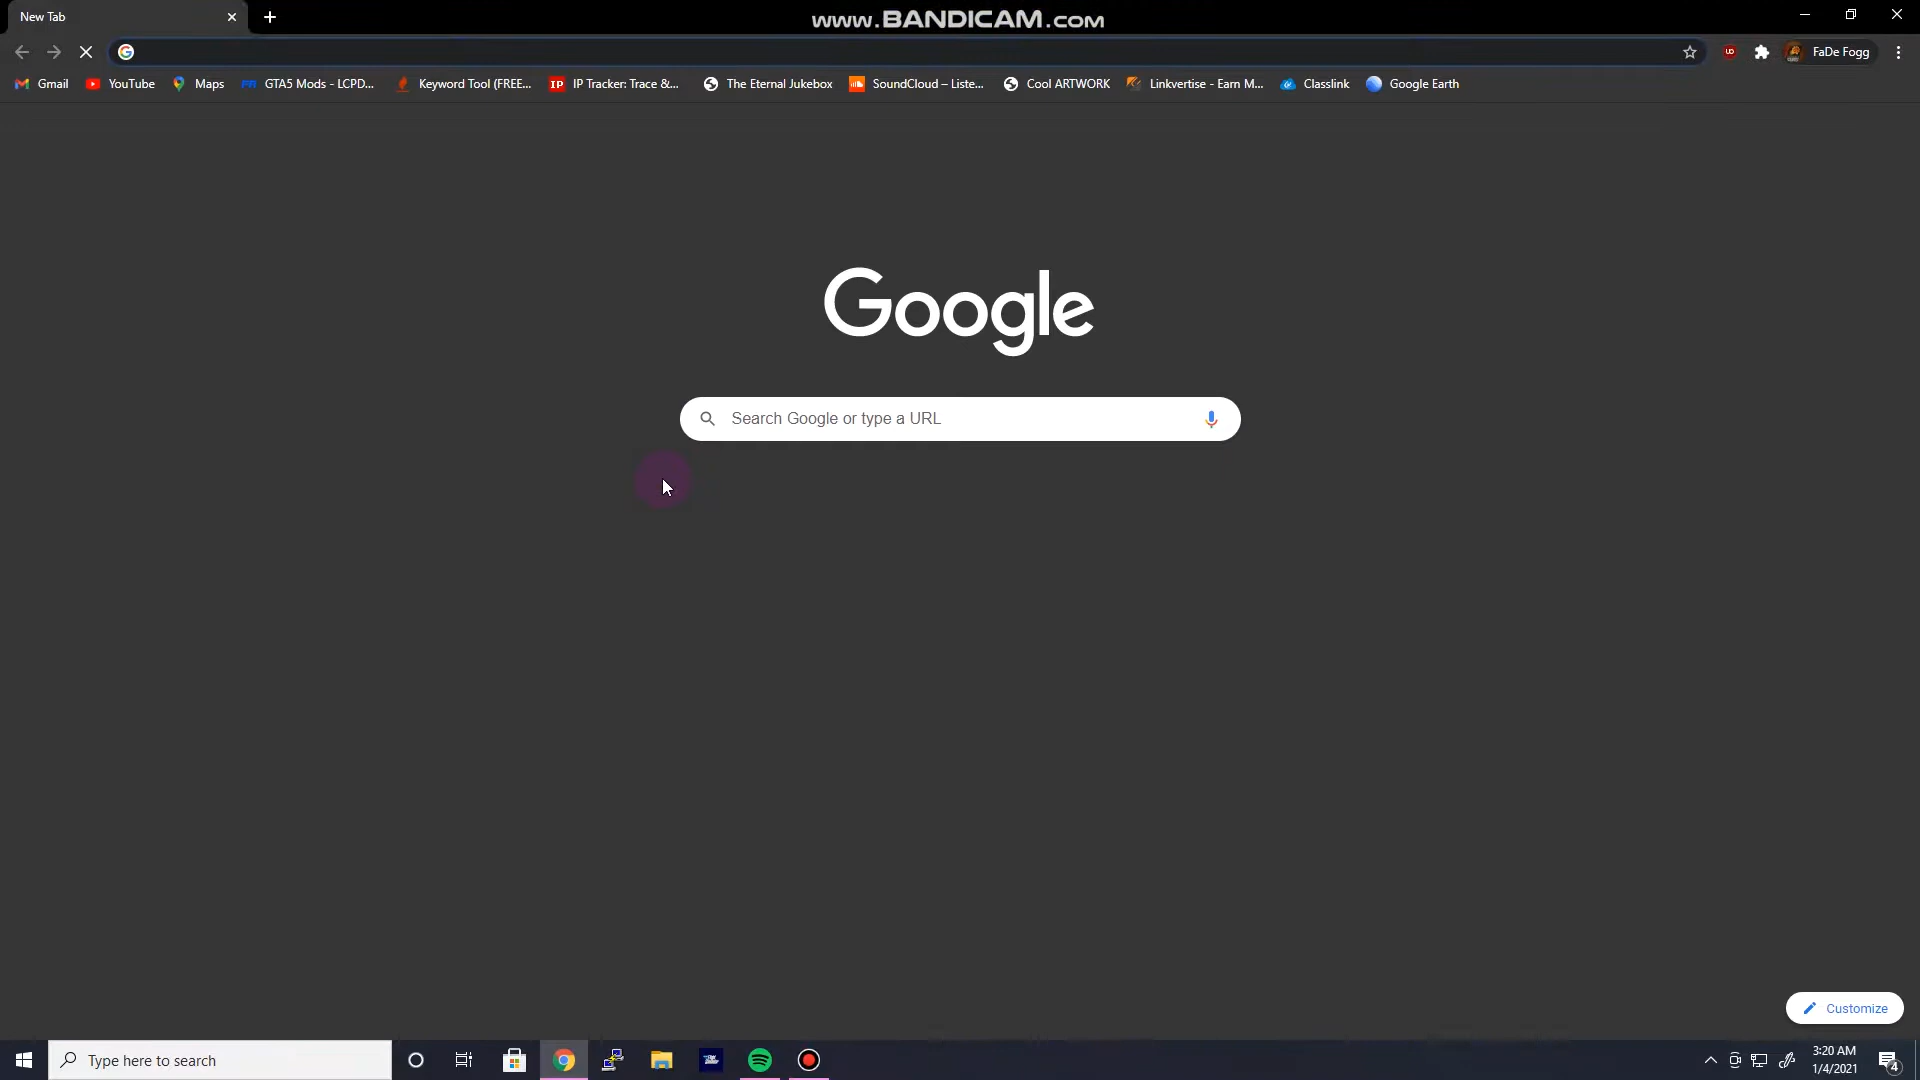 New Tab
www.BANDICAM.com
FaDe Fogg
Gmail
YouTube
Maps
GTA5 Mods - LCPD...
Keyword Tool (FREE...
IP Tracker: Trace &...
The Eternal Jukebox
SoundCloud – Liste...
Cool ARTWORK
Linkvertise - Earn M...
Classlink
Google Earth
Google
Search Google or type a URL
Customize
Type here to search
3:20 AM
1/4/2021
4